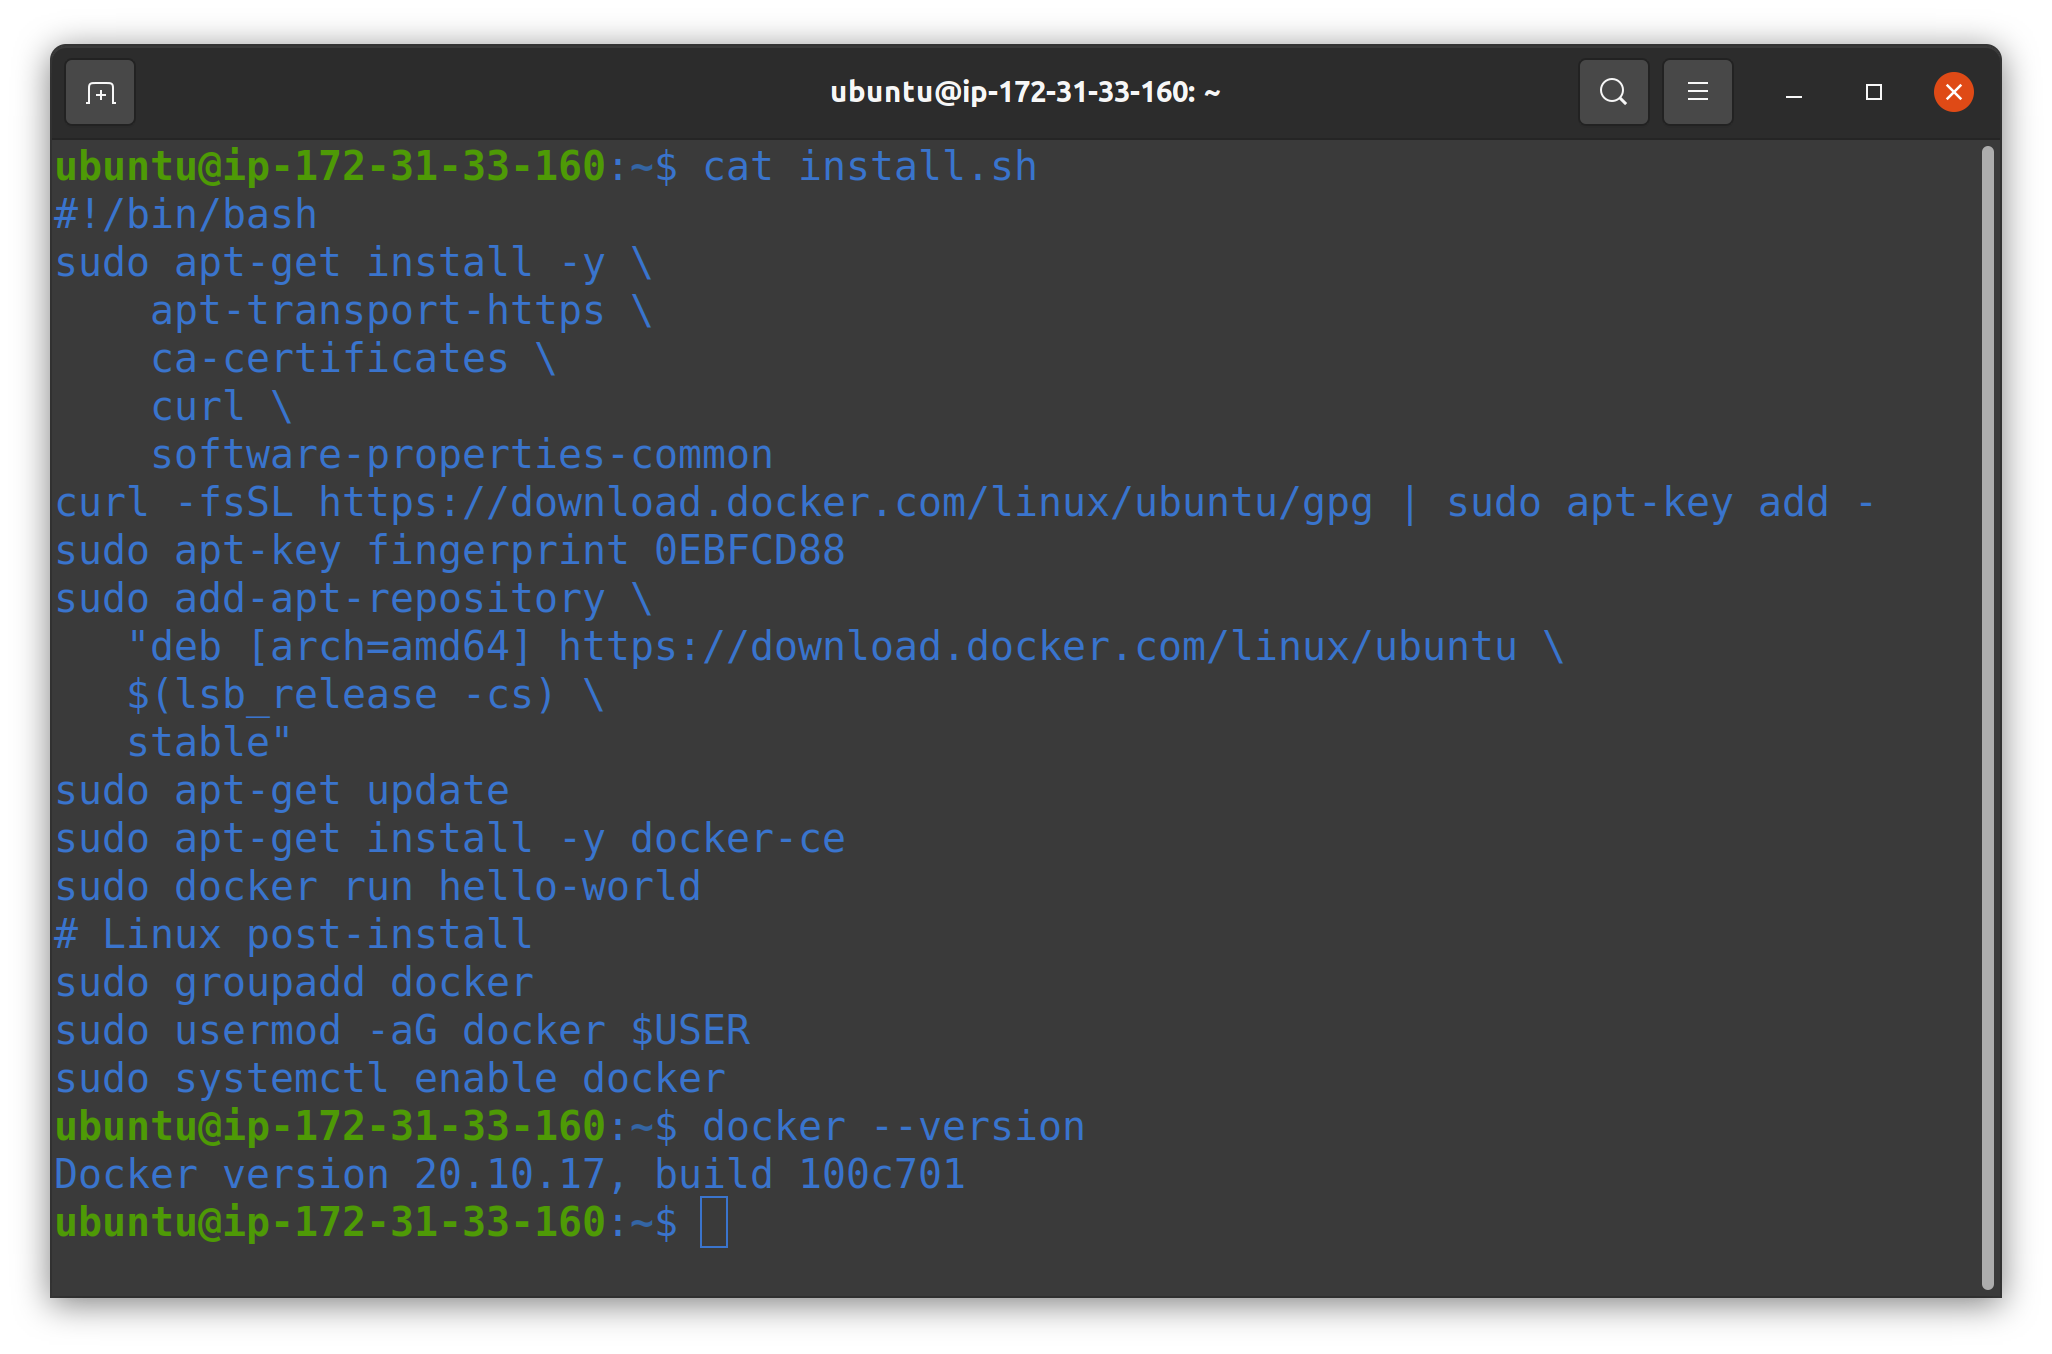 ubuntu@ip-172-31-33-160: ~
ubuntu@ip-172-31-33-160:~$ cat install.sh
#!/bin/bash
sudo apt-get install -y \
    apt-transport-https \
    ca-certificates \
    curl \
    software-properties-common
curl -fsSL https://download.docker.com/linux/ubuntu/gpg | sudo apt-key add -
sudo apt-key fingerprint 0EBFCD88
sudo add-apt-repository \
   "deb [arch=amd64] https://download.docker.com/linux/ubuntu \
   $(lsb_release -cs) \
   stable"
sudo apt-get update
sudo apt-get install -y docker-ce
sudo docker run hello-world
# Linux post-install
sudo groupadd docker
sudo usermod -aG docker $USER
sudo systemctl enable docker
ubuntu@ip-172-31-33-160:~$ docker --version
Docker version 20.10.17, build 100c701
ubuntu@ip-172-31-33-160:~$